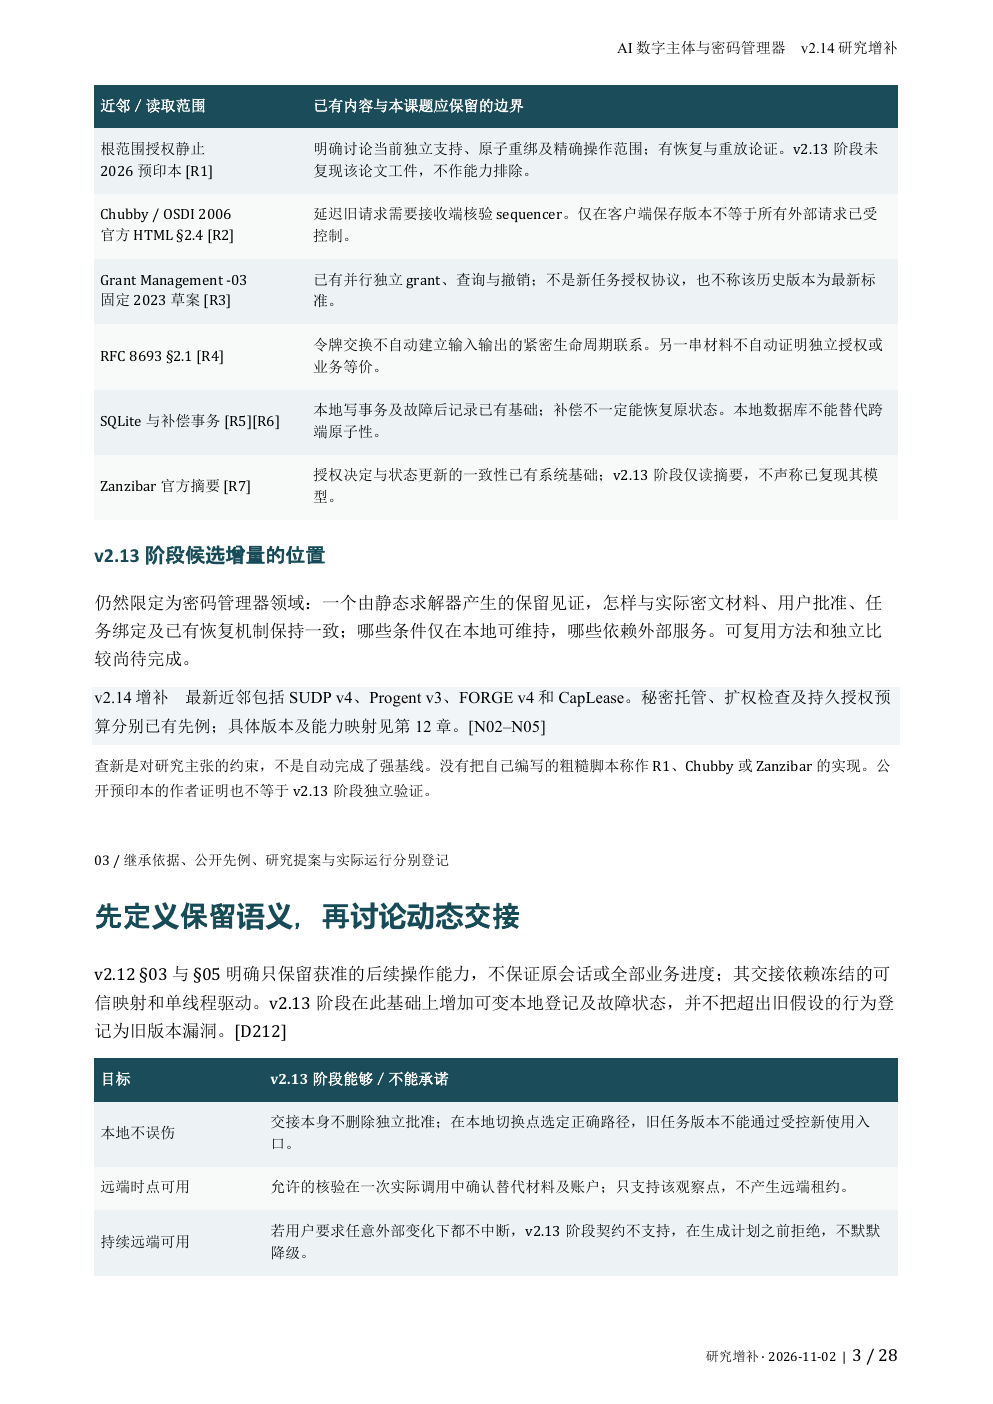 AI 数字主体与密码管理器　v2.14 研究增补
近邻 / 读取范围
已有内容与本课题应保留的边界
根范围授权静止
2026 预印本 [R1]
明确讨论当前独立支持、原子重绑及精确操作范围；有恢复与重放论证。v2.13 阶段未
复现该论文工件，不作能力排除。
Chubby / OSDI 2006
官方 HTML §2.4 [R2]
延迟旧请求需要接收端核验 sequencer。仅在客户端保存版本不等于所有外部请求已受
控制。
Grant Management -03
固定 2023 草案 [R3]
已有并行独立 grant、查询与撤销；不是新任务授权协议，也不称该历史版本为最新标
准。
RFC 8693 §2.1 [R4]
令牌交换不自动建立输入输出的紧密生命周期联系。另一串材料不自动证明独立授权或
业务等价。
SQLite 与补偿事务 [R5][R6]
本地写事务及故障后记录已有基础；补偿不一定能恢复原状态。本地数据库不能替代跨
端原子性。
Zanzibar 官方摘要 [R7]
授权决定与状态更新的一致性已有系统基础；v2.13 阶段仅读摘要，不声称已复现其模
型。
v2.13 阶段候选增量的位置
仍然限定为密码管理器领域：一个由静态求解器产生的保留见证，怎样与实际密文材料、用户批准、任
务绑定及已有恢复机制保持一致；哪些条件仅在本地可维持，哪些依赖外部服务。可复用方法和独立比
较尚待完成。
v2.14 增补　最新近邻包括 SUDP v4、Progent v3、FORGE v4 和 CapLease。秘密托管、扩权检查及持久授权预
算分别已有先例；具体版本及能力映射见第 12 章。[N02–N05]
查新是对研究主张的约束，不是自动完成了强基线。没有把自己编写的粗糙脚本称作 R1、Chubby 或 Zanzibar 的实现。公
开预印本的作者证明也不等于 v2.13 阶段独立验证。
03 / 继承依据、公开先例、研究提案与实际运行分别登记
先定义保留语义，再讨论动态交接
v2.12 §03 与 §05 明确只保留获准的后续操作能力，不保证原会话或全部业务进度；其交接依赖冻结的可
信映射和单线程驱动。v2.13 阶段在此基础上增加可变本地登记及故障状态，并不把超出旧假设的行为登
记为旧版本漏洞。[D212]
目标
v2.13 阶段能够 / 不能承诺
本地不误伤
交接本身不删除独立批准；在本地切换点选定正确路径，旧任务版本不能通过受控新使用入
口。
远端时点可用
允许的核验在一次实际调用中确认替代材料及账户；只支持该观察点，不产生远端租约。
持续远端可用
若用户要求任意外部变化下都不中断，v2.13 阶段契约不支持，在生成计划之前拒绝，不默默
降级。
研究增补 · 2026-11-02 | 3 / 28